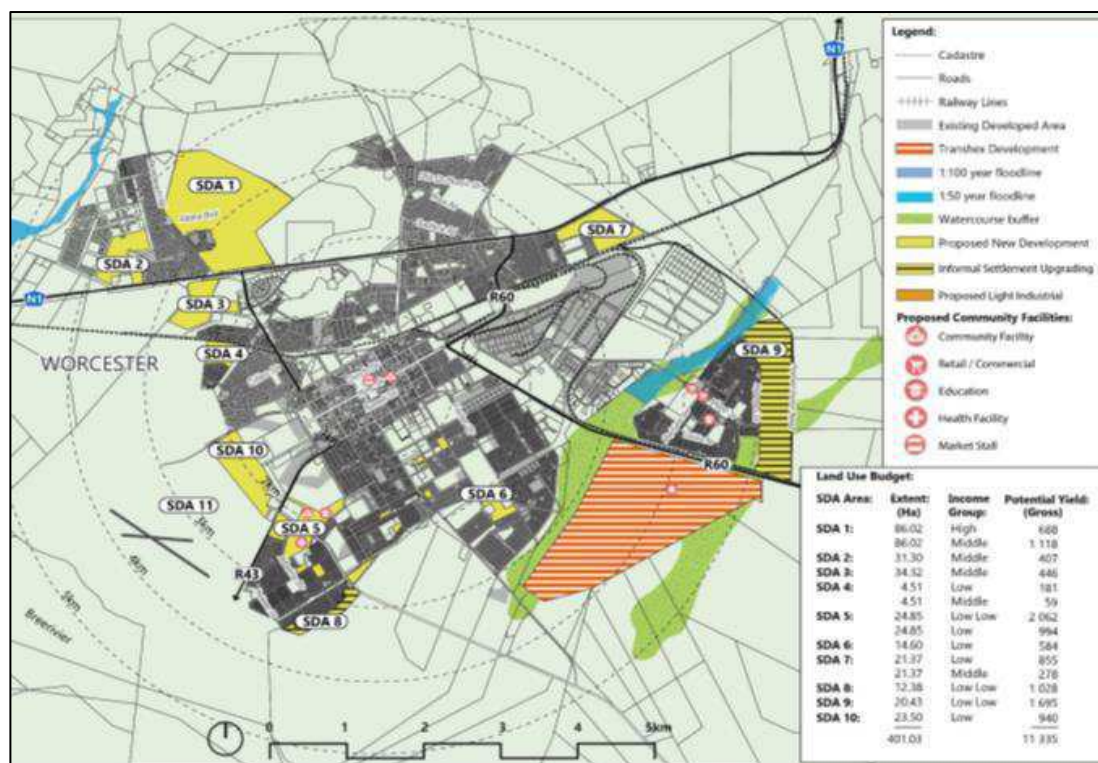 N1
Legend:
Cadastre
Roads
Railway Lines
Existing Developed Area
Transhex Development
1:100 year floodline
1:50 year floodline
Watercourse buffer
Proposed New Development
Informal Settlement Upgrading
Proposed Light Industrial
Proposed Community Facilities:
Community Facility
Retail / Commercial
Education
Health Facility
Market Stall
SDA 1
SDA 2
SDA 7
SDA 3
N1
R60
SDA 4
WORCESTER
SDA 9
SDA 10
R60
SDA 11
SDA 6
SDA 5
R43
SDA 8
2km
3km
4km
5km
Breerivier
0 1 2 3 4 5km
Land Use Budget:
SDA Area: Extent: (Ha) Income Group: Potential Yield: (Gross)
SDA 1: 86.02 High 688
86.02 Middle 1 118
SDA 2: 31.30 Middle 407
SDA 3: 34.32 Middle 446
SDA 4: 4.51 Low 181
4.51 Middle 59
SDA 5: 24.85 Low Low 2 062
24.85 Low 994
SDA 6: 14.60 Low 584
SDA 7: 21.37 Low 855
21.37 Middle 278
SDA 8: 12.38 Low Low 1 028
SDA 9: 20.43 Low Low 1 695
SDA 10: 23.50 Low 940
401.03 11 335